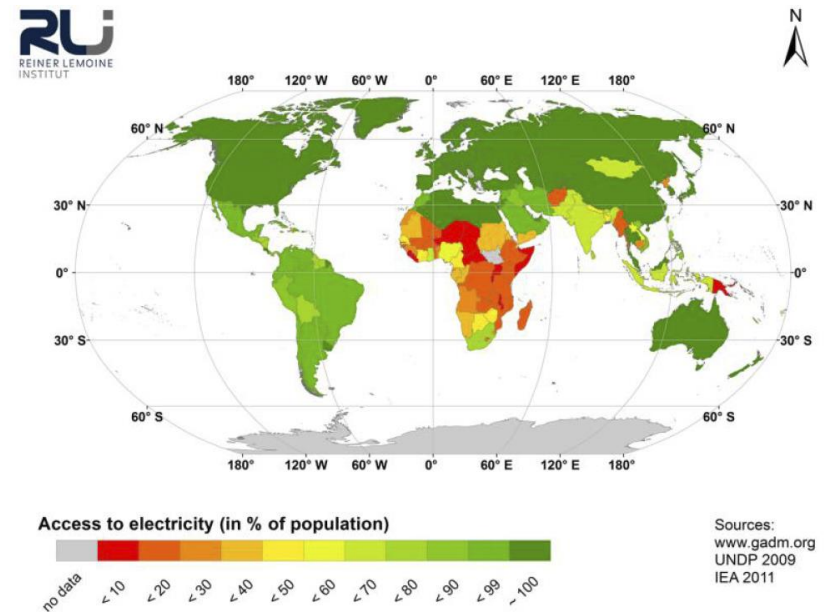 RLI
REINER LEMOINE
INSTITUT
N
180° 120° W 60° W 0° 60° E 120° E 180°
60° N 60° N
30° N 30° N
0° 0°
30° S 30° S
60° S 60° S
180° 120° W 60° W 0° 60° E 120° E 180°
Access to electricity (in % of population)
no data < 10 < 20 < 30 < 40 < 50 < 60 < 70 < 80 < 90 < 99 ~ 100
Sources:
www.gadm.org
UNDP 2009
IEA 2011